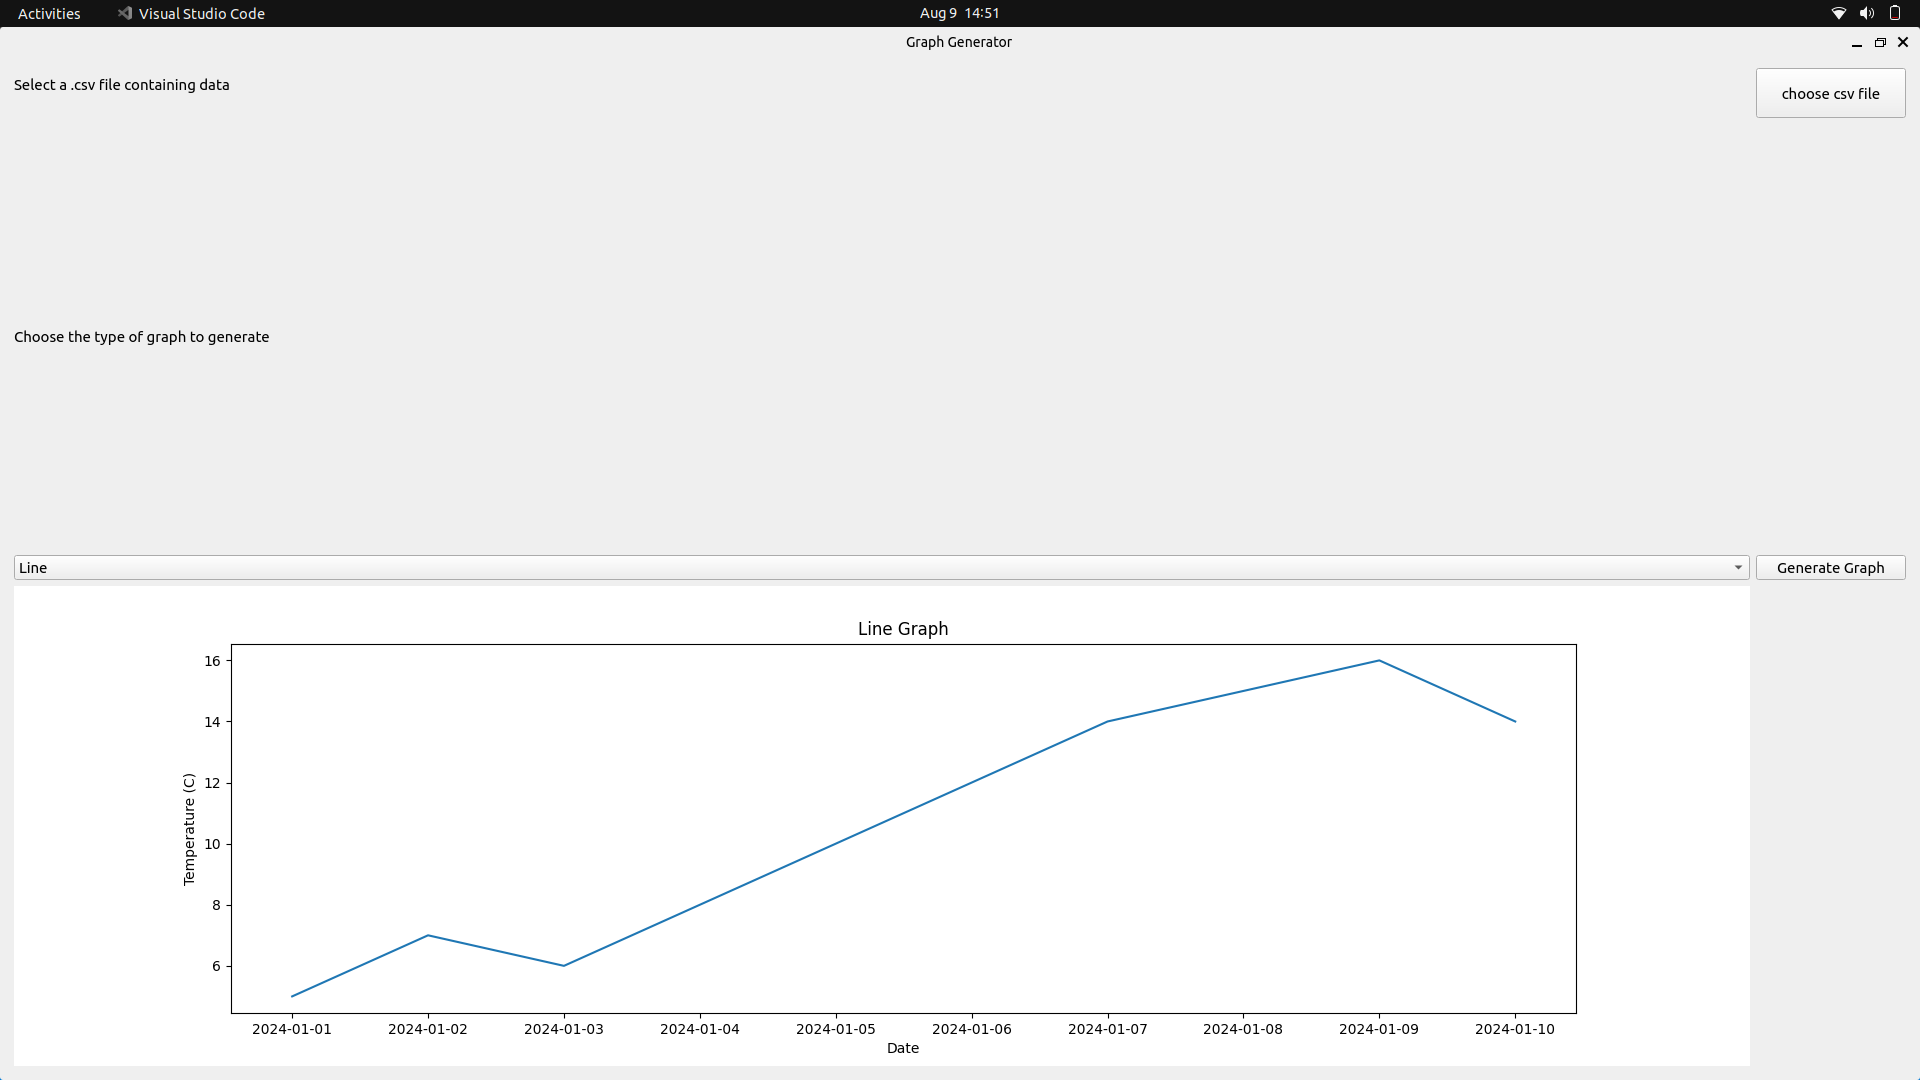 Activities
Visual Studio Code
Aug 9 14:51
Graph Generator
Select a .csv file containing data
choose csv file
Choose the type of graph to generate
Line
Generate Graph
Line Graph
16
14
12
10
8
6
Temperature (C)
2024-01-01 2024-01-02 2024-01-03 2024-01-04 2024-01-05 2024-01-06 2024-01-07 2024-01-08 2024-01-09 2024-01-10
Date